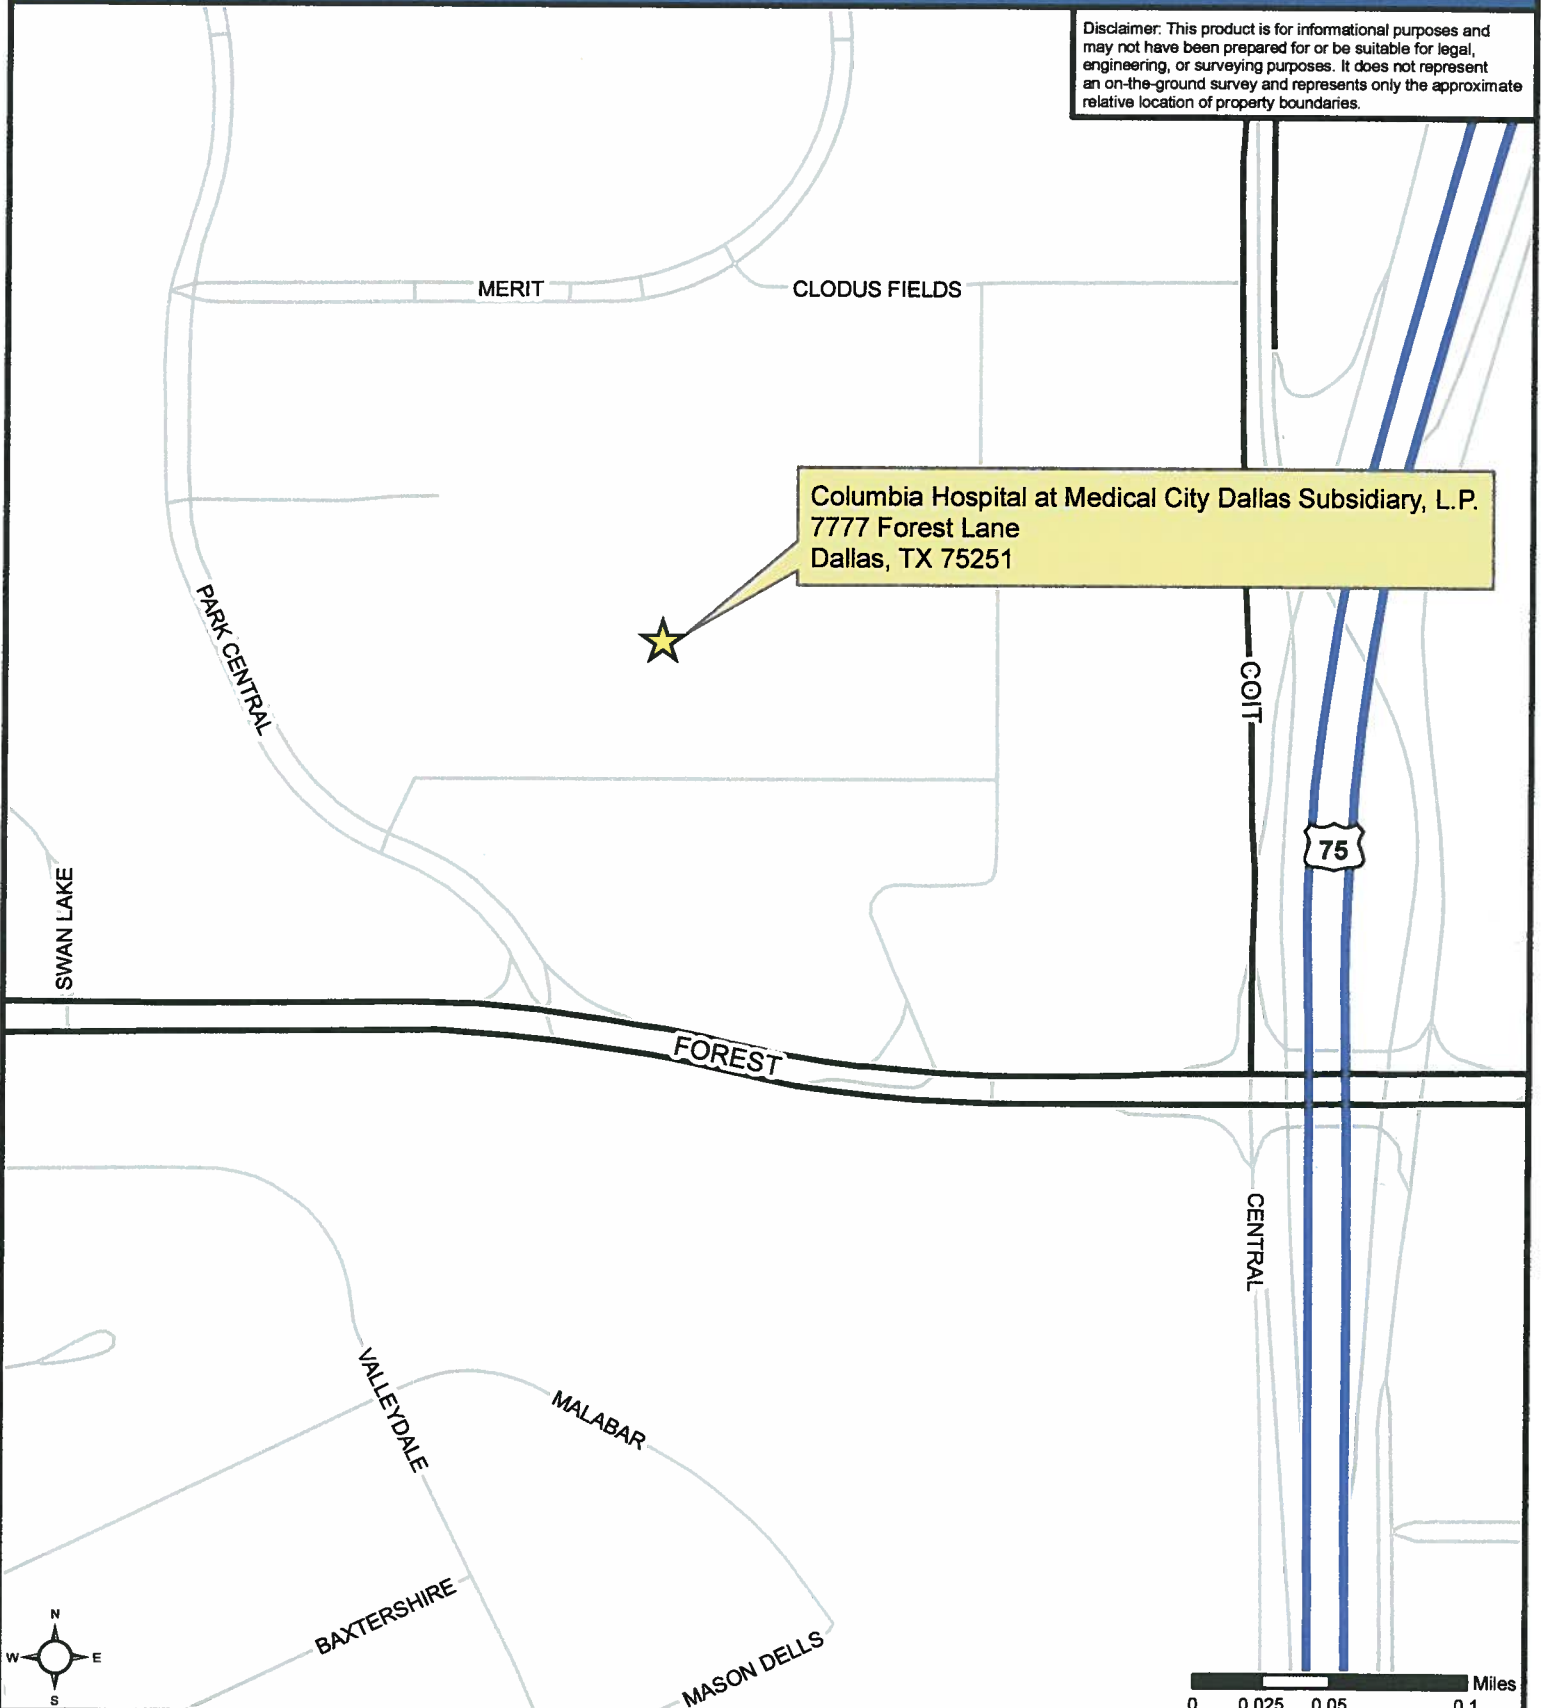 Disclaimer: This product is for informational purposes and
may not have been prepared for or be suitable for legal,
engineering, or surveying purposes. It does not represent
an on-the-ground survey and represents only the approximate
relative location of property boundaries.
MERIT
CLODUS FIELDS
Columbia Hospital at Medical City Dallas Subsidiary, L.P.
7777 Forest Lane
Dallas, TX 75251
PARK CENTRAL
COIT
75
SWAN LAKE
FOREST
CENTRAL
VALLEYDALE
MALABAR
BAXTERSHIRE
MASON DELLS
N
W E
S
Miles
0 0.025 0.05 0.1